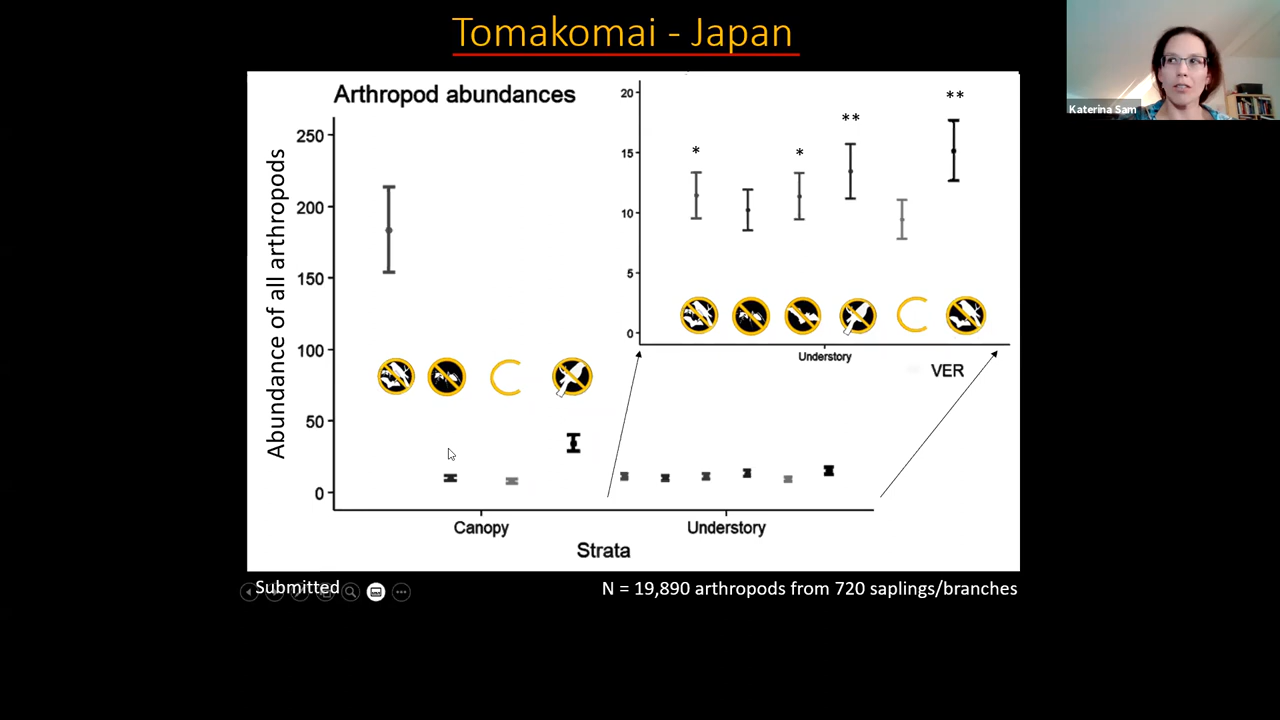 Tomakomai - Japan
Katerina Sam
Arthropod abundances
Abundance of all arthropods
250
200
150
100
50
0
20
15
10
5
0
*
*
**
**
Understory
VER
Canopy
Understory
Strata
Submitted
N = 19,890 arthropods from 720 saplings/branches